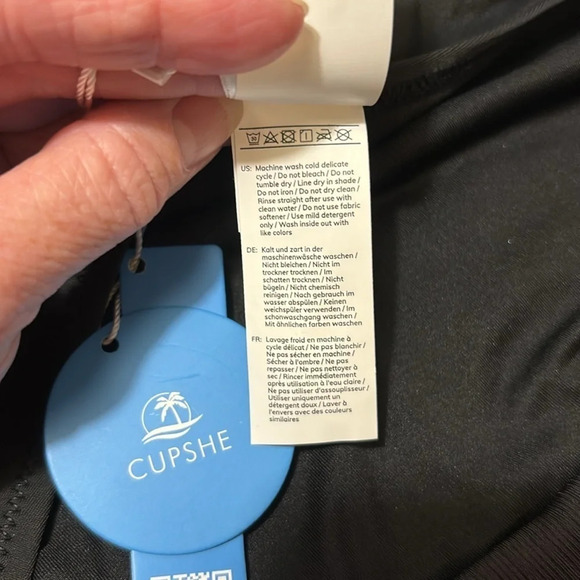 30
US: Machine wash cold delicate
cycle / Do not bleach / Do not
tumble dry / Line dry in shade /
Do not iron / Do not dry clean /
Rinse straight after use with
clean water / Do not use fabric
softener / Use mild detergent
only / Wash inside out with
like colors
DE: Kalt und zart in der
maschinenwäsche waschen /
Nicht bleichen / Nicht im
trockner trocknen / Im
schatten trocknen / Nicht
bügeln / Nicht chemisch
reinigen / Nach gebrauch im
wasser abspülen / Keinen
weichspüler verwenden / Im
schonwaschgang waschen /
Mit ähnlichen farben waschen
FR: Lavage froid en machine à
cycle délicat / Ne pas blanchir /
Ne pas sécher en machine /
Sécher à l'ombre / Ne pas
repasser / Ne pas nettoyer à
sec / Rincer immédiatement
après utilisation à l'eau claire /
Ne pas utiliser d'assouplisseur /
Utiliser uniquement un
détergent doux / Laver à
l'envers avec des couleurs
similaires
CUPSHE